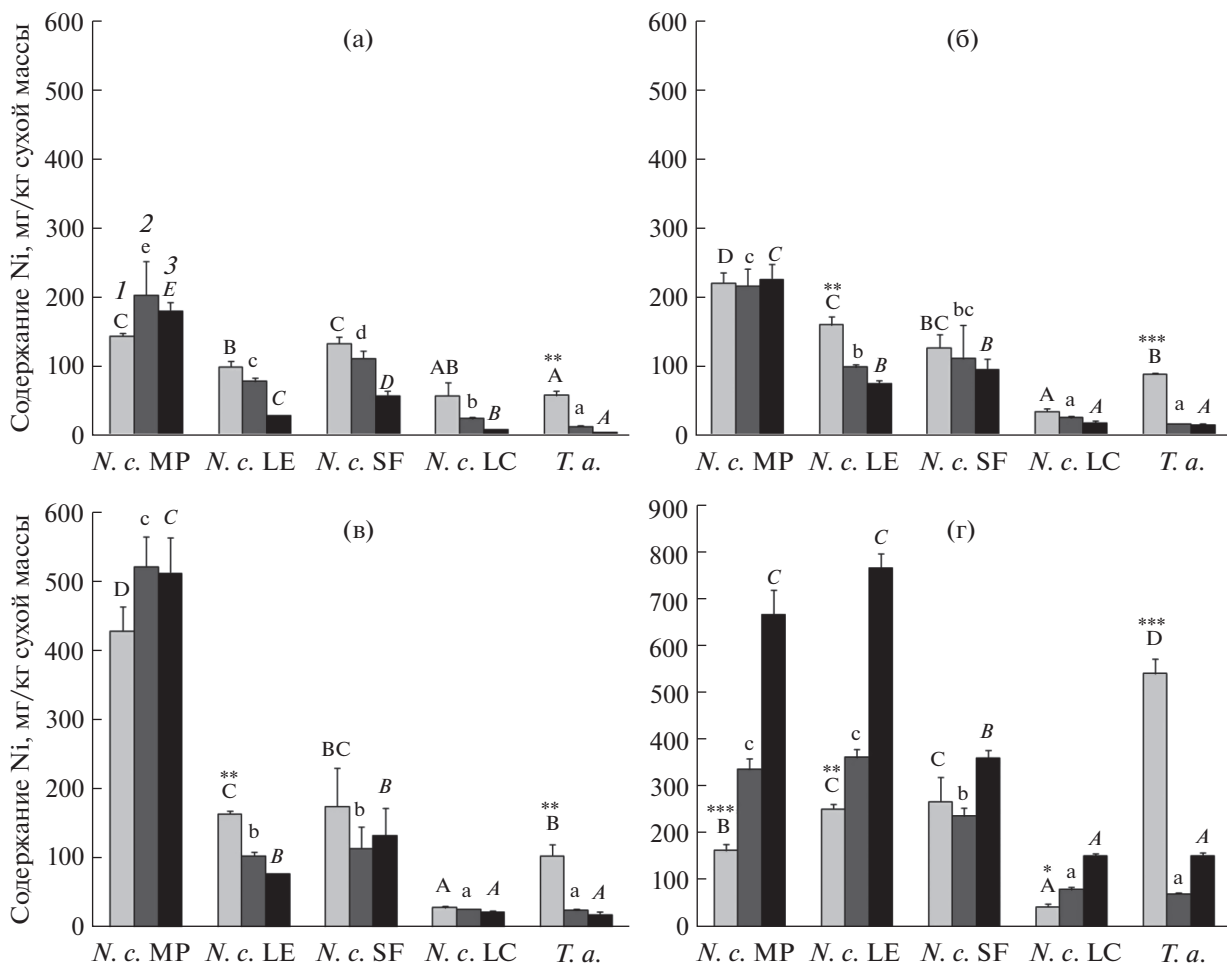 Содержание Ni, мг/кг сухой массы
(а)
600
500
400
300
200
100
0
1
C
2
e
3
E
B
c
C
C
d
D
AB
b
B
**
A
a
A
N. c. MP
N. c. LE
N. c. SF
N. c. LC
T. a.
(б)
600
500
400
300
200
100
0
D
c
C
**
C
b
B
BC
bc
B
A
a
A
***
B
a
A
N. c. MP
N. c. LE
N. c. SF
N. c. LC
T. a.
Содержание Ni, мг/кг сухой массы
(в)
600
500
400
300
200
100
0
D
c
C
**
C
b
B
BC
b
B
A
a
A
**
B
a
A
N. c. MP
N. c. LE
N. c. SF
N. c. LC
T. a.
(г)
900
800
700
600
500
400
300
200
100
0
***
B
c
C
**
C
c
C
C
b
B
*
A
a
A
***
D
a
A
N. c. MP
N. c. LE
N. c. SF
N. c. LC
T. a.